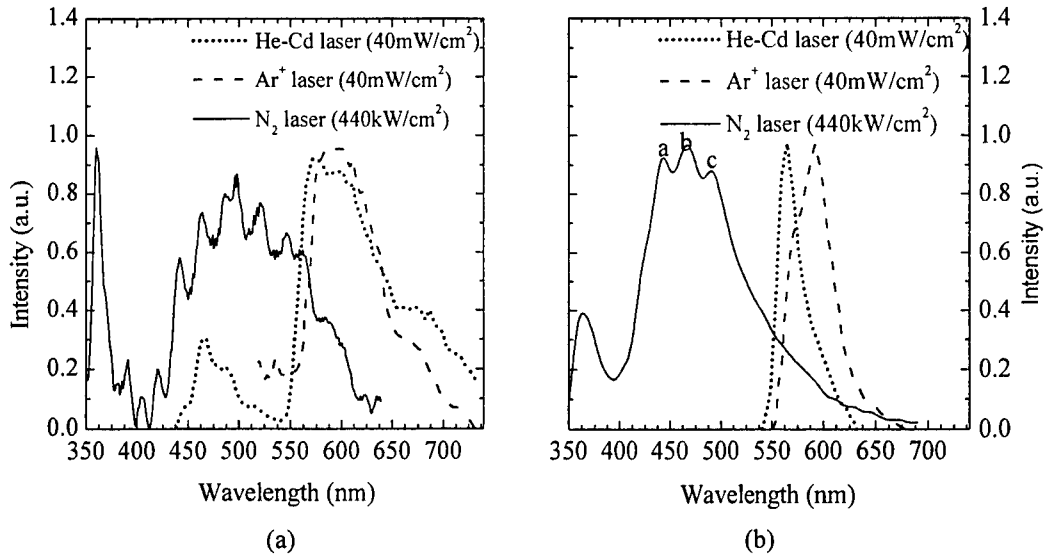 1.4
1.2
1.0
0.8
0.6
0.4
0.2
0.0
Intensity (a.u.)
He-Cd laser (40mW/cm²)
Ar⁺ laser (40mW/cm²)
N₂ laser (440kW/cm²)
350 400 450 500 550 600 650 700
Wavelength (nm)
(a)
He-Cd laser (40mW/cm²)
Ar⁺ laser (40mW/cm²)
N₂ laser (440kW/cm²)
a b c
1.4
1.2
1.0
0.8
0.6
0.4
0.2
0.0
Intensity (a.u.)
350 400 450 500 550 600 650 700
Wavelength (nm)
(b)